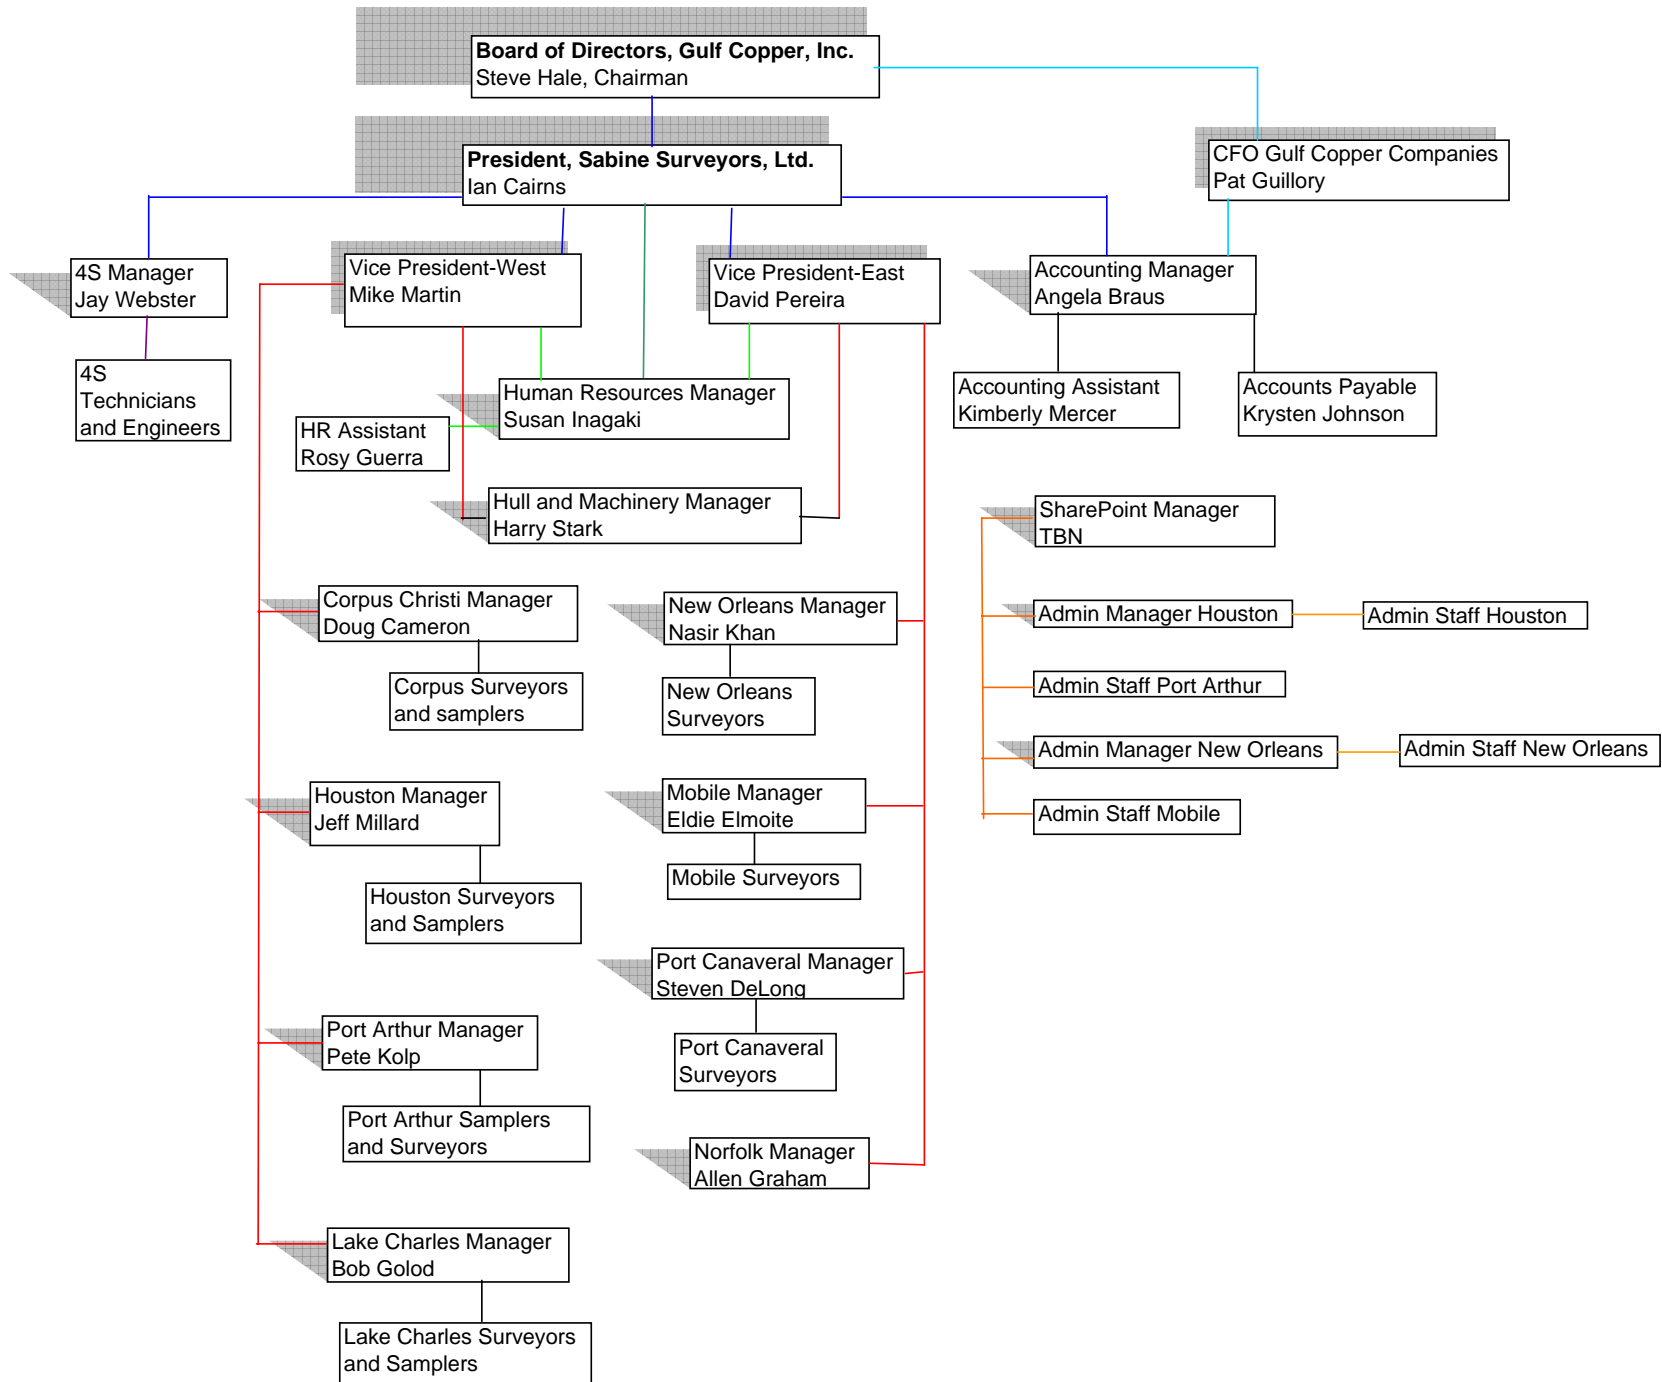 Board of Directors, Gulf Copper, Inc.
Steve Hale, Chairman
President, Sabine Surveyors, Ltd.
Ian Cairns
CFO Gulf Copper Companies
Pat Guillory
4S Manager
Jay Webster
Vice President-West
Mike Martin
Vice President-East
David Pereira
Accounting Manager
Angela Braus
4S
Technicians
and Engineers
Human Resources Manager
Susan Inagaki
Accounting Assistant
Kimberly Mercer
Accounts Payable
Krysten Johnson
HR Assistant
Rosy Guerra
Hull and Machinery Manager
Harry Stark
SharePoint Manager
TBN
Corpus Christi Manager
Doug Cameron
New Orleans Manager
Nasir Khan
Admin Manager Houston
Admin Staff Houston
Corpus Surveyors
and samplers
New Orleans
Surveyors
Admin Staff Port Arthur
Admin Manager New Orleans
Admin Staff New Orleans
Houston Manager
Jeff Millard
Mobile Manager
Eldie Elmoite
Admin Staff Mobile
Houston Surveyors
and Samplers
Mobile Surveyors
Port Canaveral Manager
Steven DeLong
Port Arthur Manager
Pete Kolp
Port Canaveral
Surveyors
Port Arthur Samplers
and Surveyors
Norfolk Manager
Allen Graham
Lake Charles Manager
Bob Golod
Lake Charles Surveyors
and Samplers